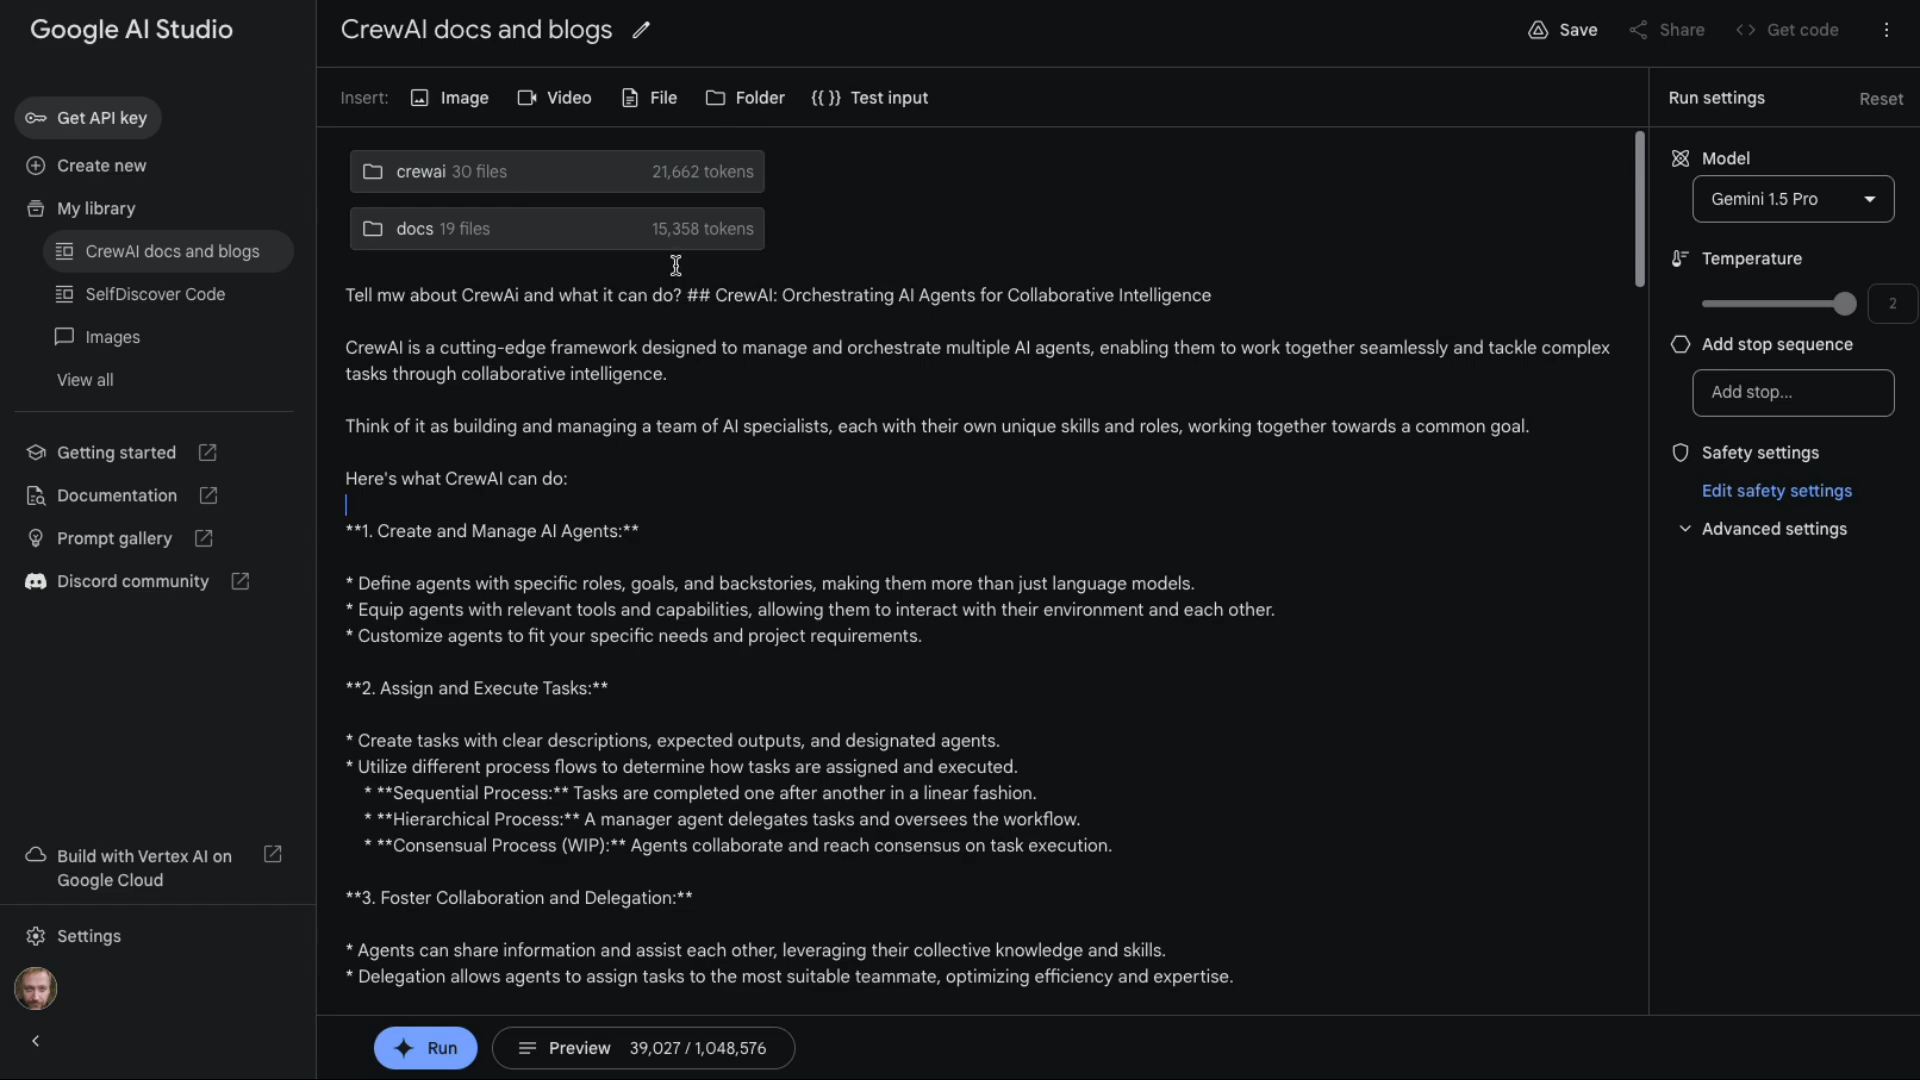 Google AI Studio
Get API key
Create new
My library
CrewAI docs and blogs
SelfDiscover Code
Images
View all
Getting started
Documentation
Prompt gallery
Discord community
Build with Vertex AI on
Google Cloud
Settings
CrewAI docs and blogs
Save
Share
Get code
Insert:
Image
Video
File
Folder
{{ }} Test input
crewai 30 files 21,662 tokens
docs 19 files 15,358 tokens
Tell mw about CrewAi and what it can do? ## CrewAI: Orchestrating AI Agents for Collaborative Intelligence
CrewAI is a cutting-edge framework designed to manage and orchestrate multiple AI agents, enabling them to work together seamlessly and tackle complex
tasks through collaborative intelligence.
Think of it as building and managing a team of AI specialists, each with their own unique skills and roles, working together towards a common goal.
Here's what CrewAI can do:
**1. Create and Manage AI Agents:**
* Define agents with specific roles, goals, and backstories, making them more than just language models.
* Equip agents with relevant tools and capabilities, allowing them to interact with their environment and each other.
* Customize agents to fit your specific needs and project requirements.
**2. Assign and Execute Tasks:**
* Create tasks with clear descriptions, expected outputs, and designated agents.
* Utilize different process flows to determine how tasks are assigned and executed.
* **Sequential Process:** Tasks are completed one after another in a linear fashion.
* **Hierarchical Process:** A manager agent delegates tasks and oversees the workflow.
* **Consensual Process (WIP):** Agents collaborate and reach consensus on task execution.
**3. Foster Collaboration and Delegation:**
* Agents can share information and assist each other, leveraging their collective knowledge and skills.
* Delegation allows agents to assign tasks to the most suitable teammate, optimizing efficiency and expertise.
Run
Preview 39,027 / 1,048,576
Run settings
Reset
Model
Gemini 1.5 Pro
Temperature
2
Add stop sequence
Add stop...
Safety settings
Edit safety settings
Advanced settings